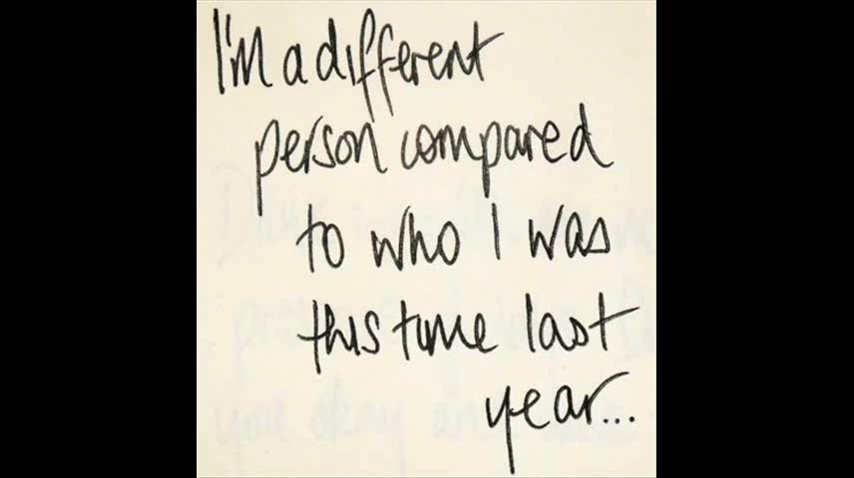 I'm a different
person compared
to who I was
this time last
year...